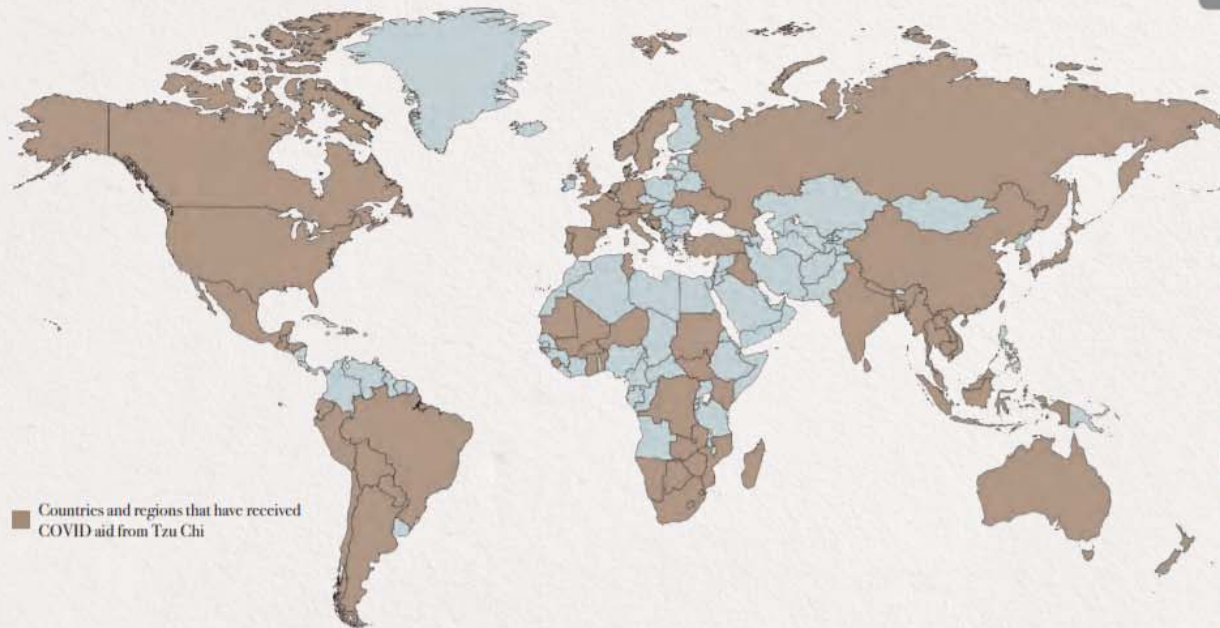 Countries and regions that have received
COVID aid from Tzu Chi